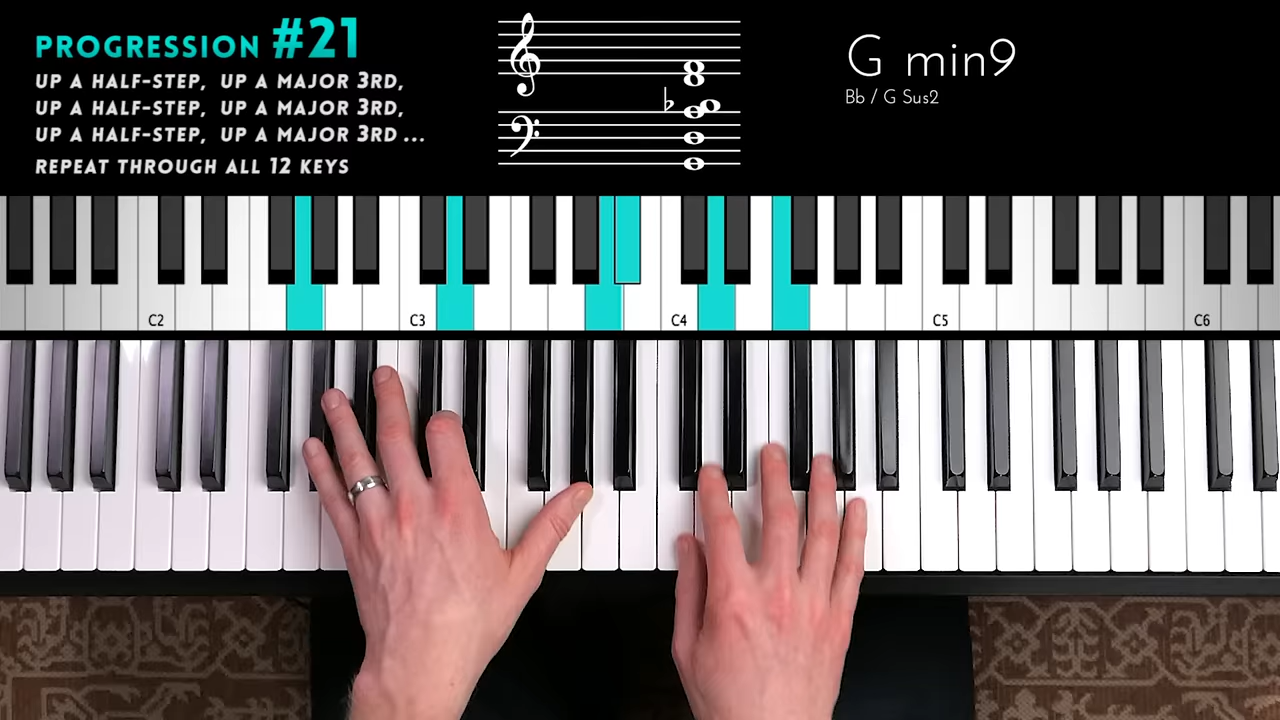 PROGRESSION #21
UP A HALF-STEP, UP A MAJOR 3RD,
UP A HALF-STEP, UP A MAJOR 3RD,
UP A HALF-STEP, UP A MAJOR 3RD...
REPEAT THROUGH ALL 12 KEYS
G min9
Bb / G Sus2
C2 C3 C4 C5 C6